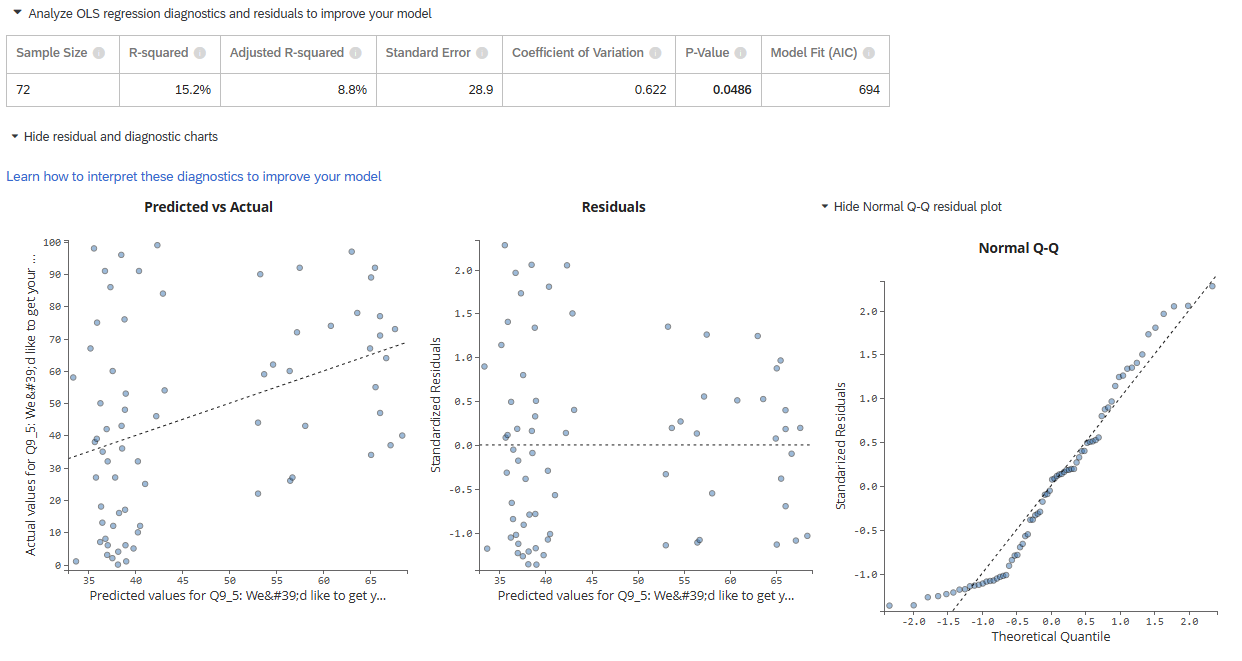 Analyze OLS regression diagnostics and residuals to improve your model
Sample Size R-squared Adjusted R-squared Standard Error Coefficient of Variation P-Value Model Fit (AIC)
72 15.2% 8.8% 28.9 0.622 0.0486 694
Hide residual and diagnostic charts
Learn how to interpret these diagnostics to improve your model
Predicted vs Actual
Actual values for Q9_5: We&#39;d like to get your ...
100
90
80
70
60
50
40
30
20
10
0
35 40 45 50 55 60 65
Predicted values for Q9_5: We&#39;d like to get y...
Residuals
Standardized Residuals
2.0
1.5
1.0
0.5
0.0
-0.5
-1.0
35 40 45 50 55 60 65
Predicted values for Q9_5: We&#39;d like to get y...
Hide Normal Q-Q residual plot
Normal Q-Q
Standarized Residuals
2.0
1.5
1.0
0.5
0.0
-0.5
-1.0
-2.0 -1.5 -1.0 -0.5 0.0 0.5 1.0 1.5 2.0
Theoretical Quantile